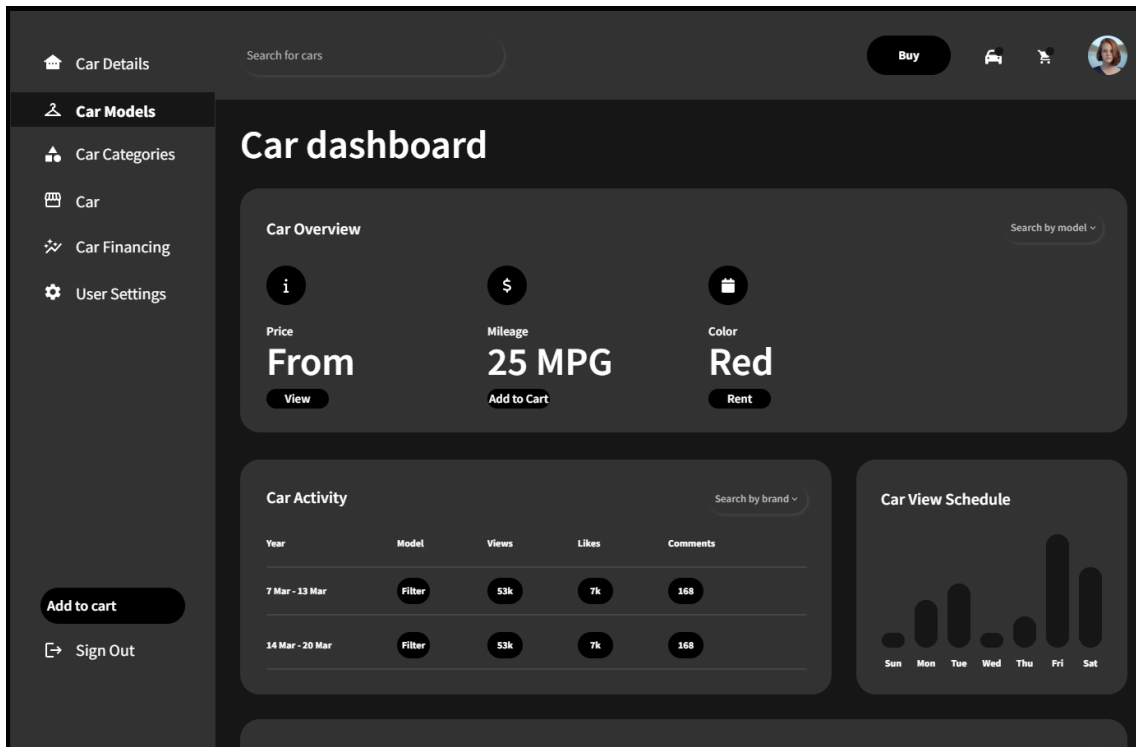 Car Details
Car Models
Car Categories
Car
Car Financing
User Settings
Add to cart
Sign Out
Search for cars
Buy
Car dashboard
Car Overview
Search by model
Price
From
View
Mileage
25 MPG
Add to Cart
Color
Red
Rent
Car Activity
Search by brand
Year Model Views Likes Comments
7 Mar - 13 Mar Filter 53k 7k 168
14 Mar - 20 Mar Filter 53k 7k 168
Car View Schedule
Sun Mon Tue Wed Thu Fri Sat